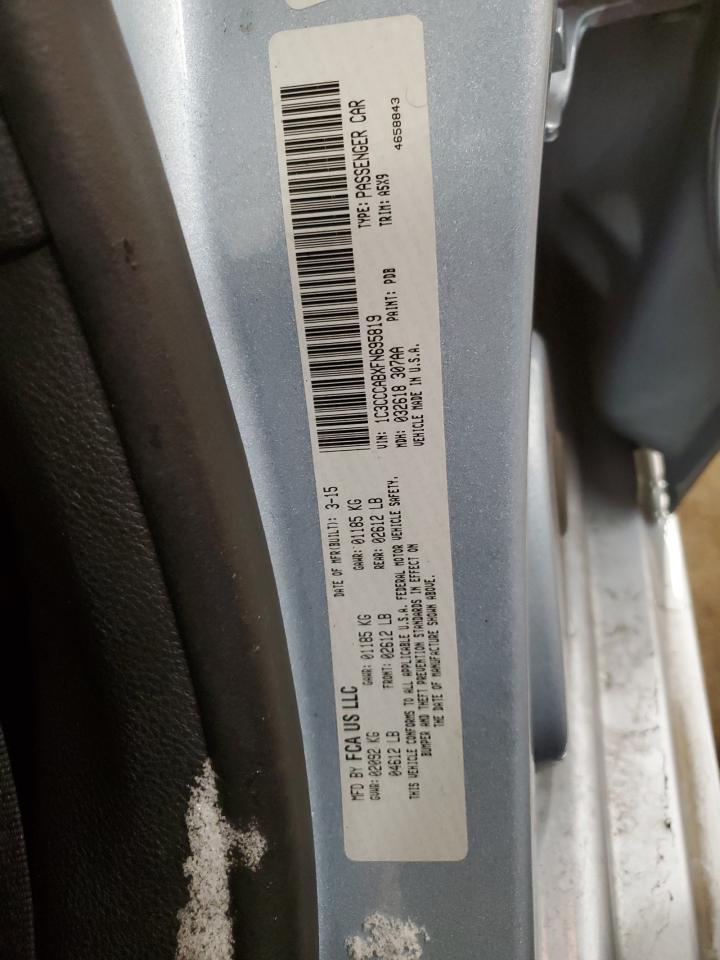 MFD BY FCA US LLC
DATE OF MFR(BUILT): 3-15
GVWR: 02092 KG
GAWR: 01185 KG
GAWR: 01185 KG
04612 LB
FRONT: 02612 LB
REAR: 02612 LB
THIS VEHICLE CONFORMS TO ALL APPLICABLE U.S.A. FEDERAL MOTOR VEHICLE SAFETY,
BUMPER AND THEFT PREVENTION STANDARDS IN EFFECT ON
THE DATE OF MANUFACTURE SHOWN ABOVE.
VIN: 1C3CCCABXFN695819
TYPE: PASSENGER CAR
MDH: 032618 307AA
PAINT: PDB
TRIM: A5X9
VEHICLE MADE IN U.S.A.
4658843